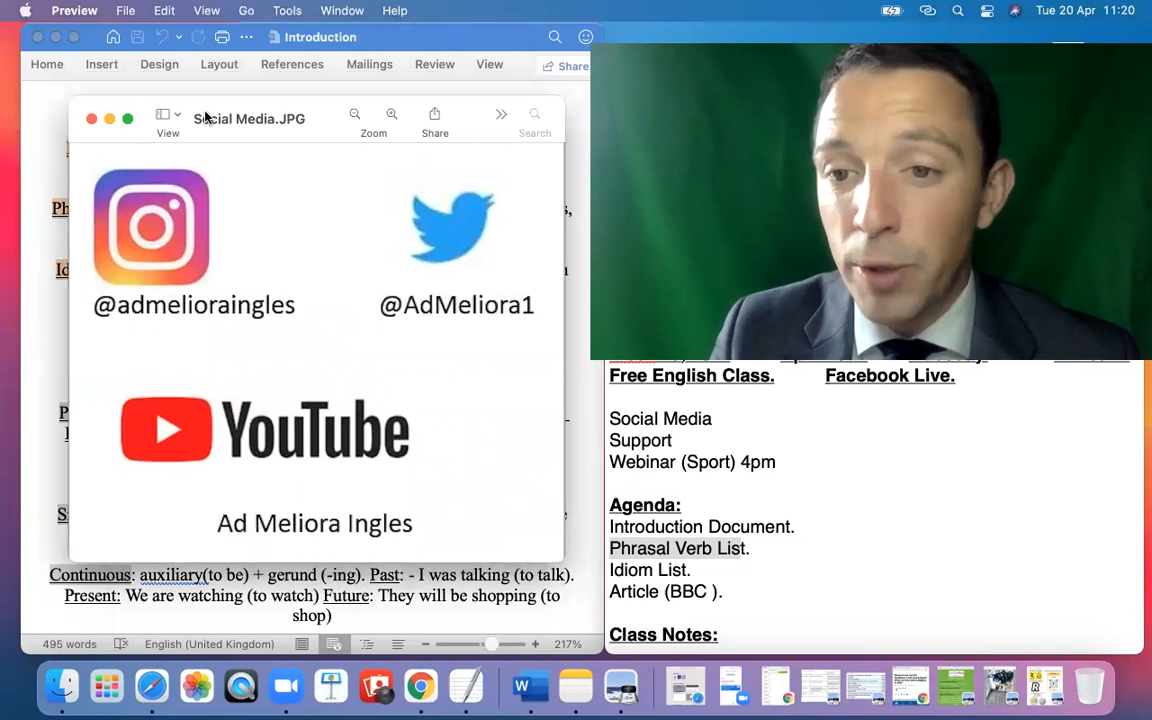 Preview File Edit View Go Tools Window Help Tue 20 Apr 11:20
Introduction
Home Insert Design Layout References Mailings Review View Share
Social Media.JPG
View Zoom Share Search
@admelioraingles @AdMeliora1
YouTube
Ad Meliora Ingles
Continuous: auxiliary(to be) + gerund (-ing). Past: - I was talking (to talk).
Present: We are watching (to watch) Future: They will be shopping (to
shop)
495 words English (United Kingdom) 217%
Free English Class. Facebook Live.
Social Media
Support
Webinar (Sport) 4pm
Agenda:
Introduction Document.
Phrasal Verb List.
Idiom List.
Article (BBC ).
Class Notes: